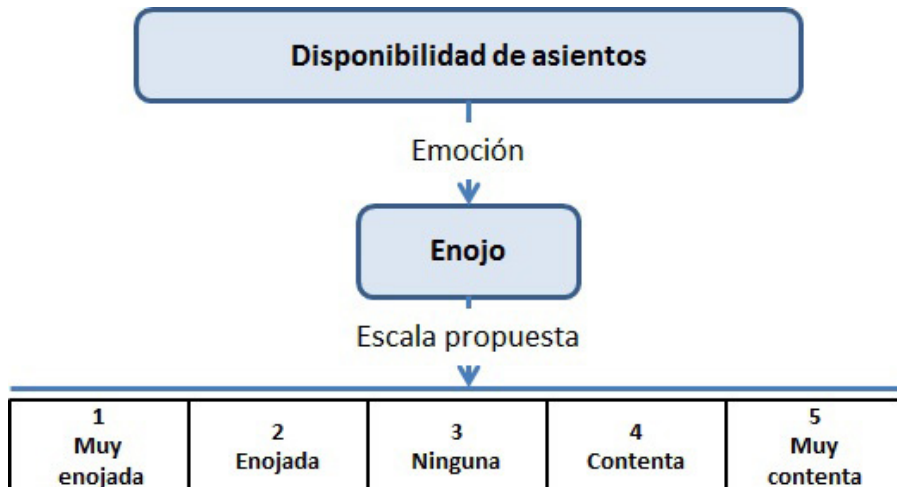 Disponibilidad de asientos
Emoción
Enojo
Escala propuesta
1
Muy
enojada
2
Enojada
3
Ninguna
4
Contenta
5
Muy
contenta